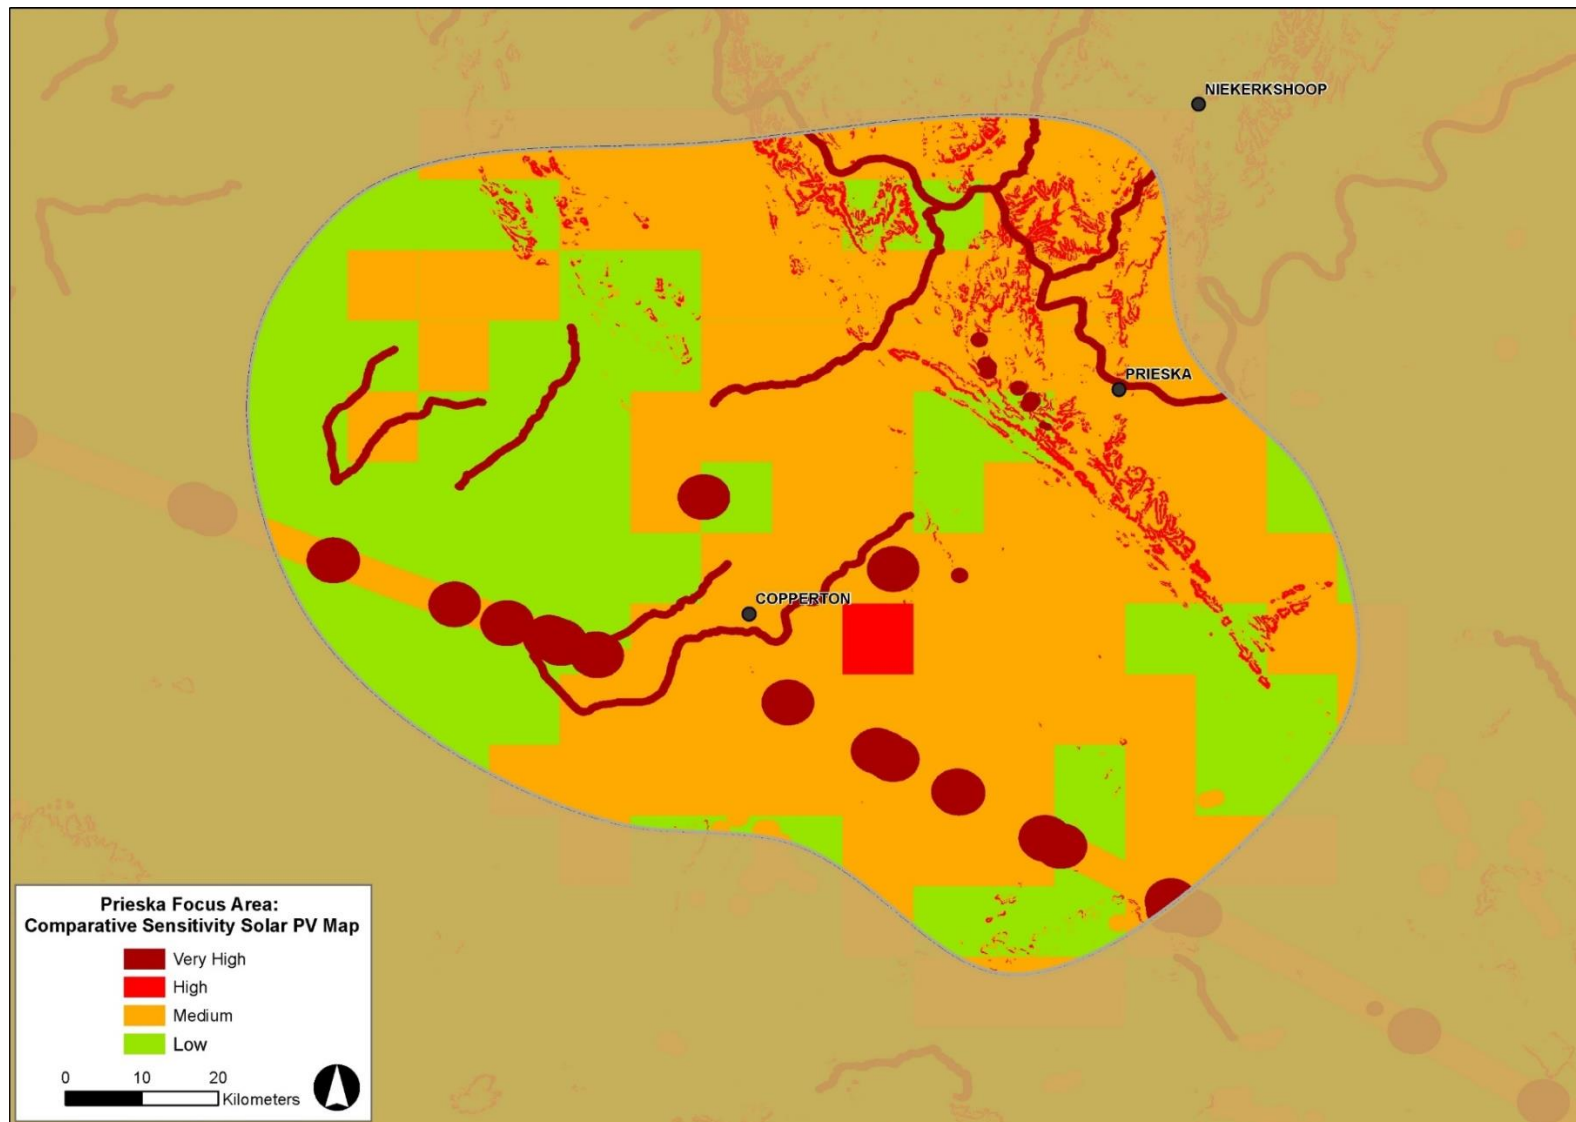 NIEKERKSHOOP
PRIESKA
COPPERTON
Prieska Focus Area:
Comparative Sensitivity Solar PV Map
Very High
High
Medium
Low
0 10 20
Kilometers